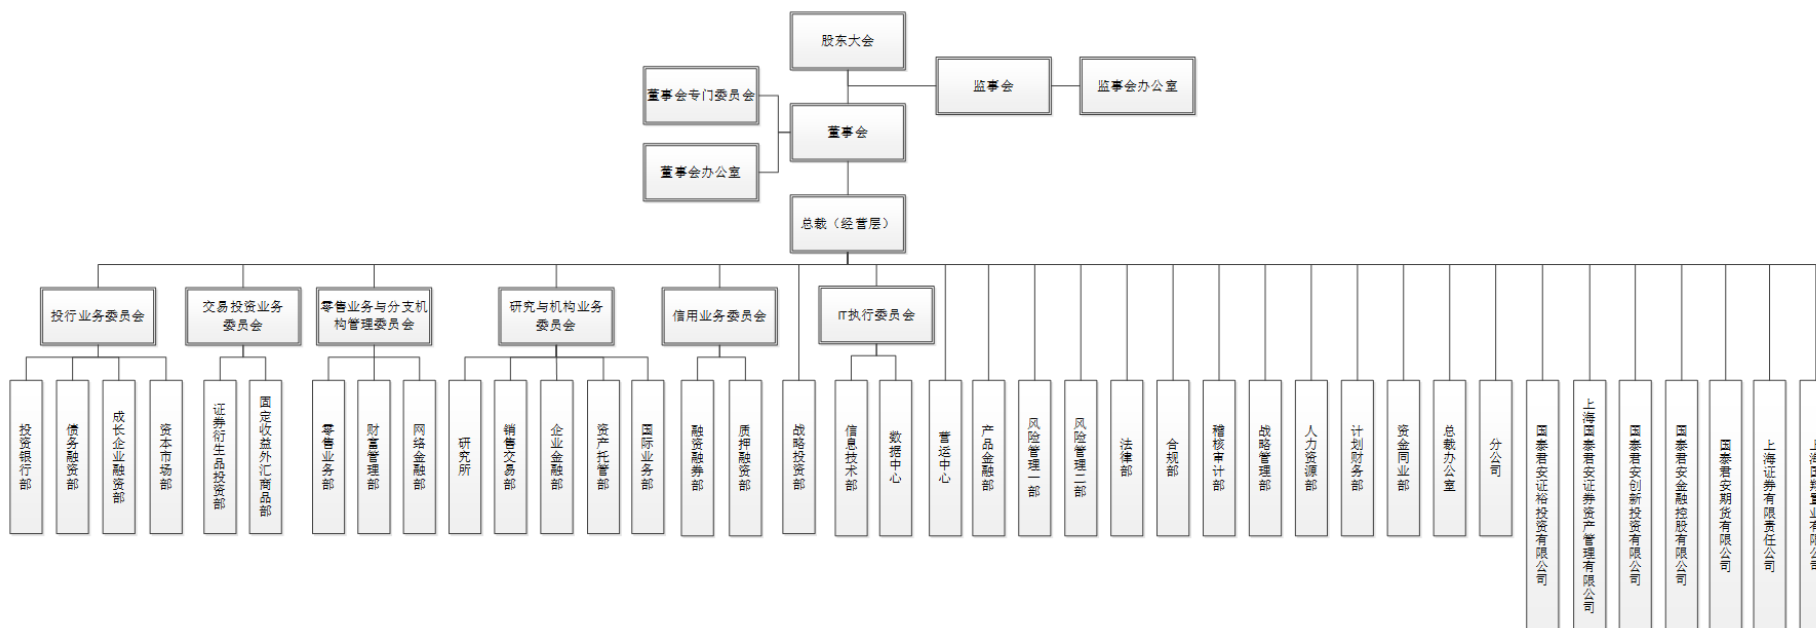 股东大会
监事会
监事会办公室
董事会专门委员会
董事会
董事会办公室
总裁（经营层）
投行业务委员会
交易投资业务
委员会
零售业务与分支机
构管理委员会
研究与机构业务
委员会
信用业务委员会
IT执行委员会
投资银行部
债务融资部
成长企业融资部
资本市场部
证券衍生品投资部
固定收益外汇商品部
零售业务部
财富管理部
网络金融部
研究所
销售交易部
企业金融部
资产托管部
国际业务部
融资融券部
质押融资部
战略投资部
信息技术部
数据中心
营运中心
产品金融部
风险管理一部
风险管理二部
法律部
合规部
稽核审计部
战略管理部
人力资源部
计划财务部
资金同业部
总裁办公室
分公司
国泰君安证裕投资有限公司
上海国泰君安证券资产管理有限公司
国泰君安创新投资有限公司
国泰君安金融控股有限公司
国泰君安期货有限公司
上海证券有限责任公司
上海国翔置业有限公司